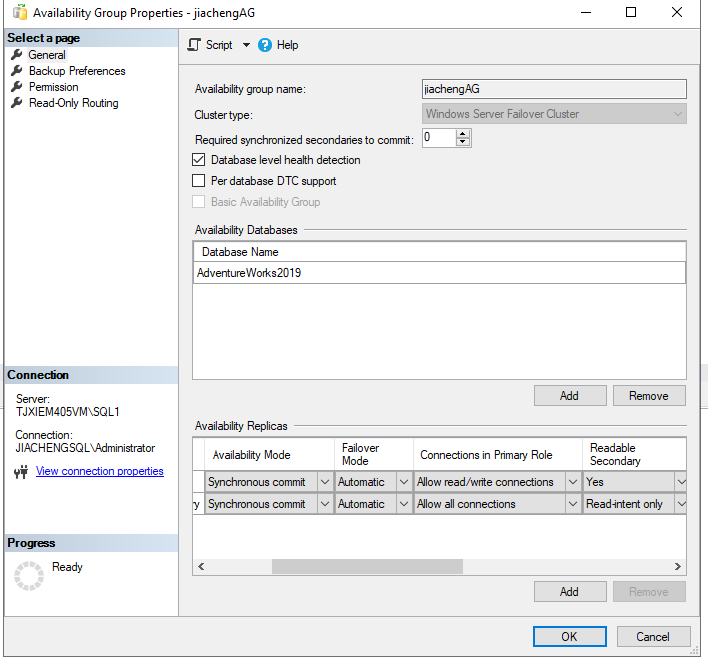 Availability Group Properties - jiachengAG
Select a page
General
Backup Preferences
Permission
Read-Only Routing
Connection
Server:
TJXIEM405VM\SQL1
Connection:
JIACHENGSQL\Administrator
View connection properties
Progress
Ready
Script
Help
Availability group name: jiachengAG
Cluster type: Windows Server Failover Cluster
Required synchronized secondaries to commit: 0
Database level health detection
Per database DTC support
Basic Availability Group
Availability Databases
Database Name
AdventureWorks2019
Add Remove
Availability Replicas
Availability Mode Failover Mode Connections in Primary Role Readable Secondary
Synchronous commit Automatic Allow read/write connections Yes
ry Synchronous commit Automatic Allow all connections Read-intent only
Add Remove
OK Cancel